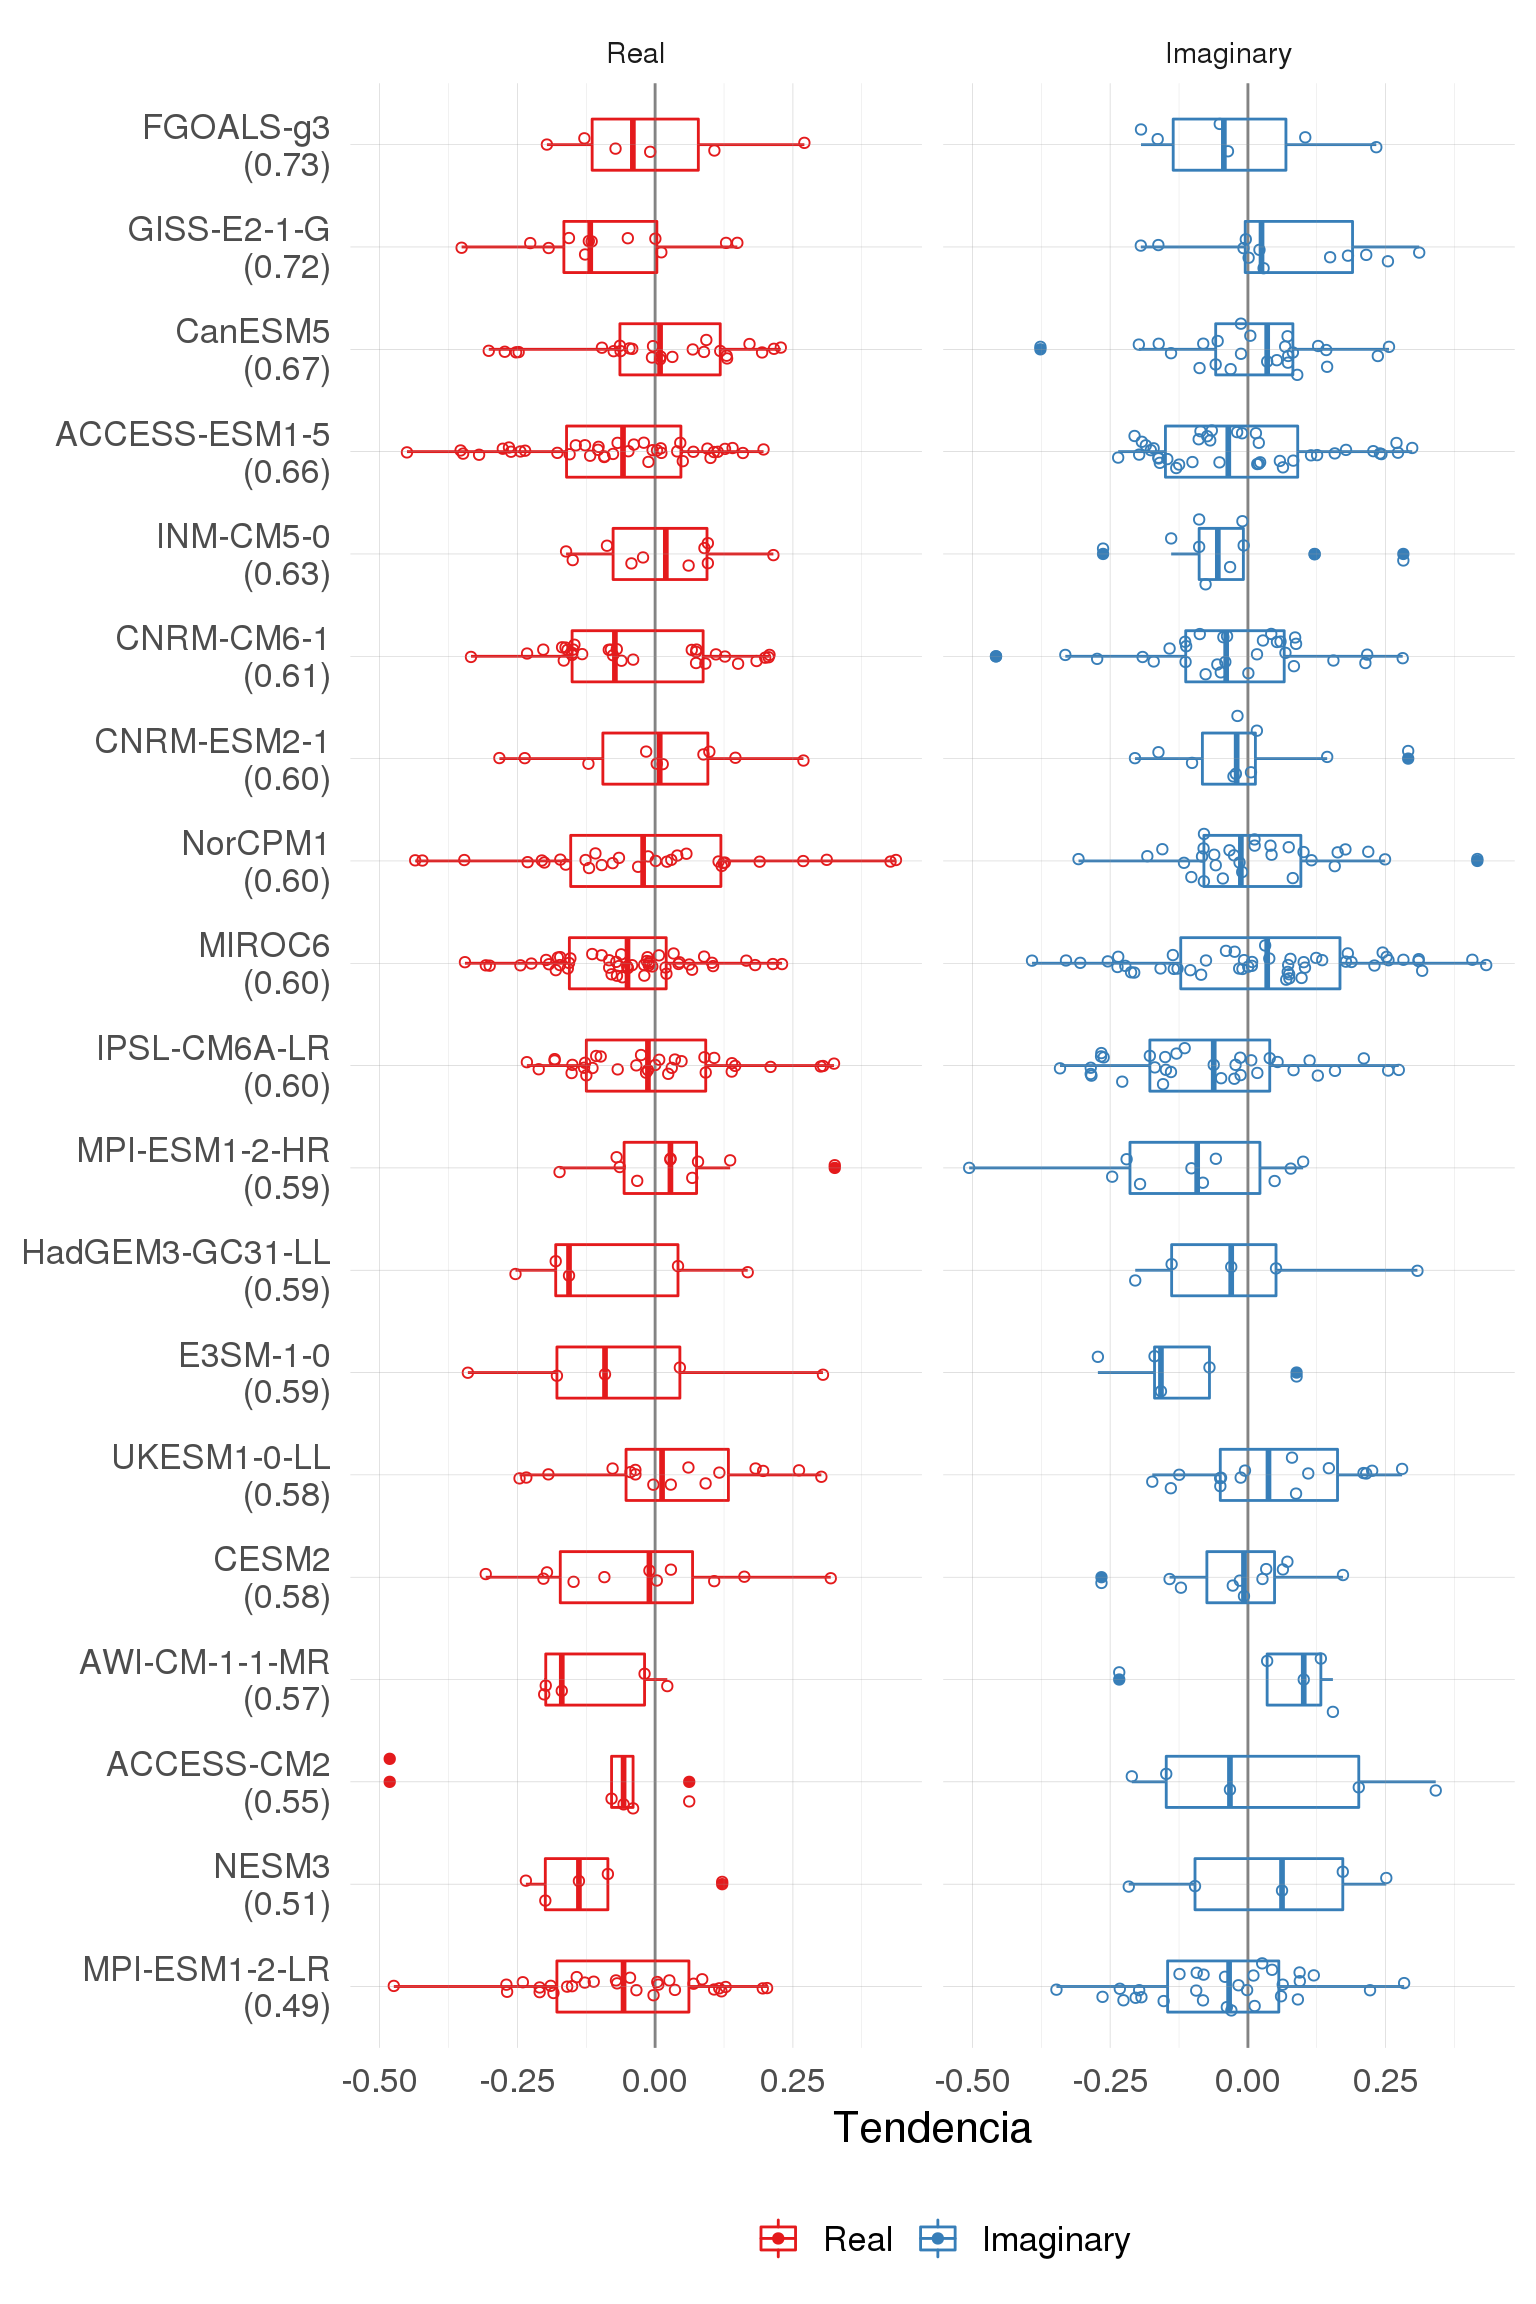 Real
Imaginary
FGOALS-g3
(0.73)
GISS-E2-1-G
(0.72)
CanESM5
(0.67)
ACCESS-ESM1-5
(0.66)
INM-CM5-0
(0.63)
CNRM-CM6-1
(0.61)
CNRM-ESM2-1
(0.60)
NorCPM1
(0.60)
MIROC6
(0.60)
IPSL-CM6A-LR
(0.60)
MPI-ESM1-2-HR
(0.59)
HadGEM3-GC31-LL
(0.59)
E3SM-1-0
(0.59)
UKESM1-0-LL
(0.58)
CESM2
(0.58)
AWI-CM-1-1-MR
(0.57)
ACCESS-CM2
(0.55)
NESM3
(0.51)
MPI-ESM1-2-LR
(0.49)
-0.50 -0.25 0.00 0.25 -0.50 -0.25 0.00 0.25
Tendencia
Real Imaginary